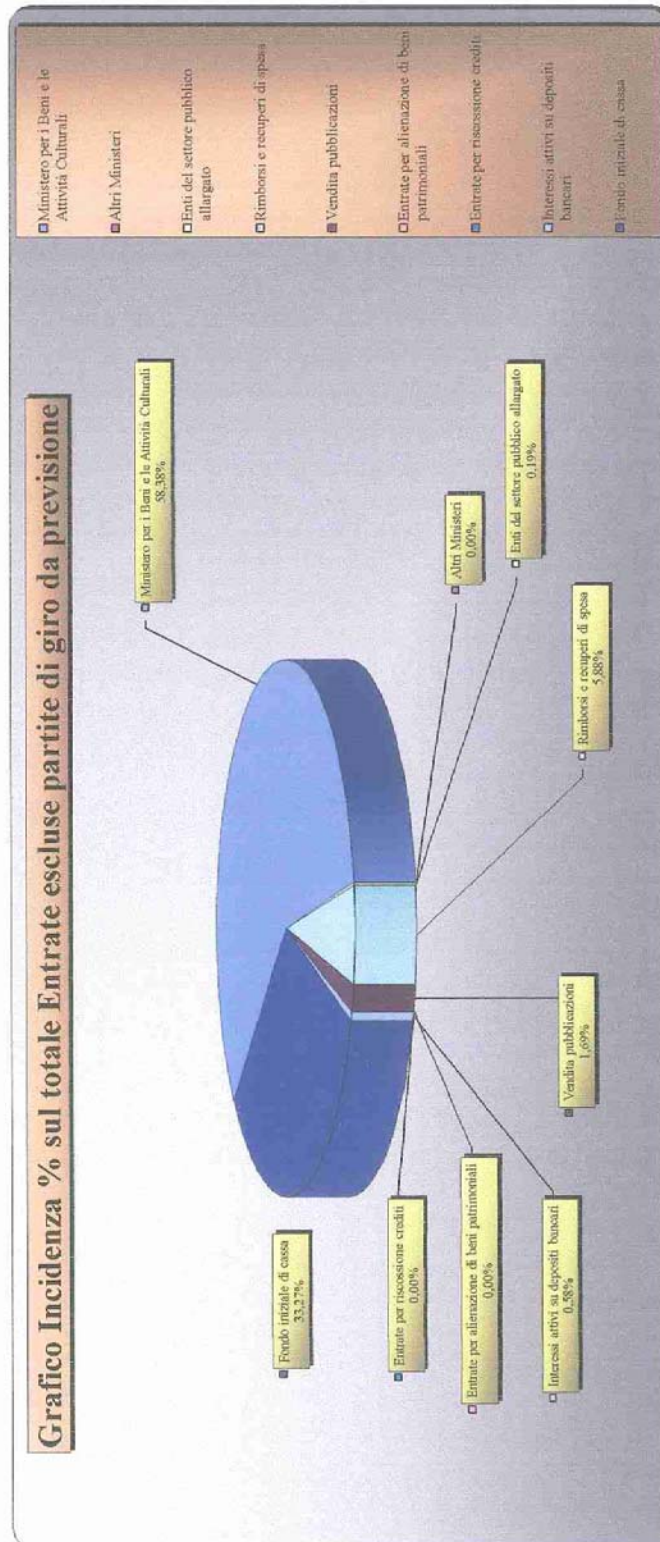 Grafico Incidenza % sul totale Entrate escluse partite di giro da previsione
Ministero per i Beni e le Attività Culturali
58,38%
Altri Ministeri
0,00%
Enti del settore pubblico allargato
0,19%
Rimborsi e recuperi di spesa
5,88%
Vendita pubblicazioni
1,69%
Interessi attivi su depositi bancari
0,58%
Entrate per alienazione di beni patrimoniali
0,00%
Entrate per riscossione crediti
0,00%
Fondo iniziale di cassa
33,27%
Ministero per i Beni e le
Attività Culturali
Altri Ministeri
Enti del settore pubblico
allargato
Rimborsi e recuperi di spesa
Vendita pubblicazioni
Entrate per alienazione di beni
patrimoniali
Entrate per riscossione crediti
Interessi attivi su depositi
bancari
Fondo iniziale di cassa